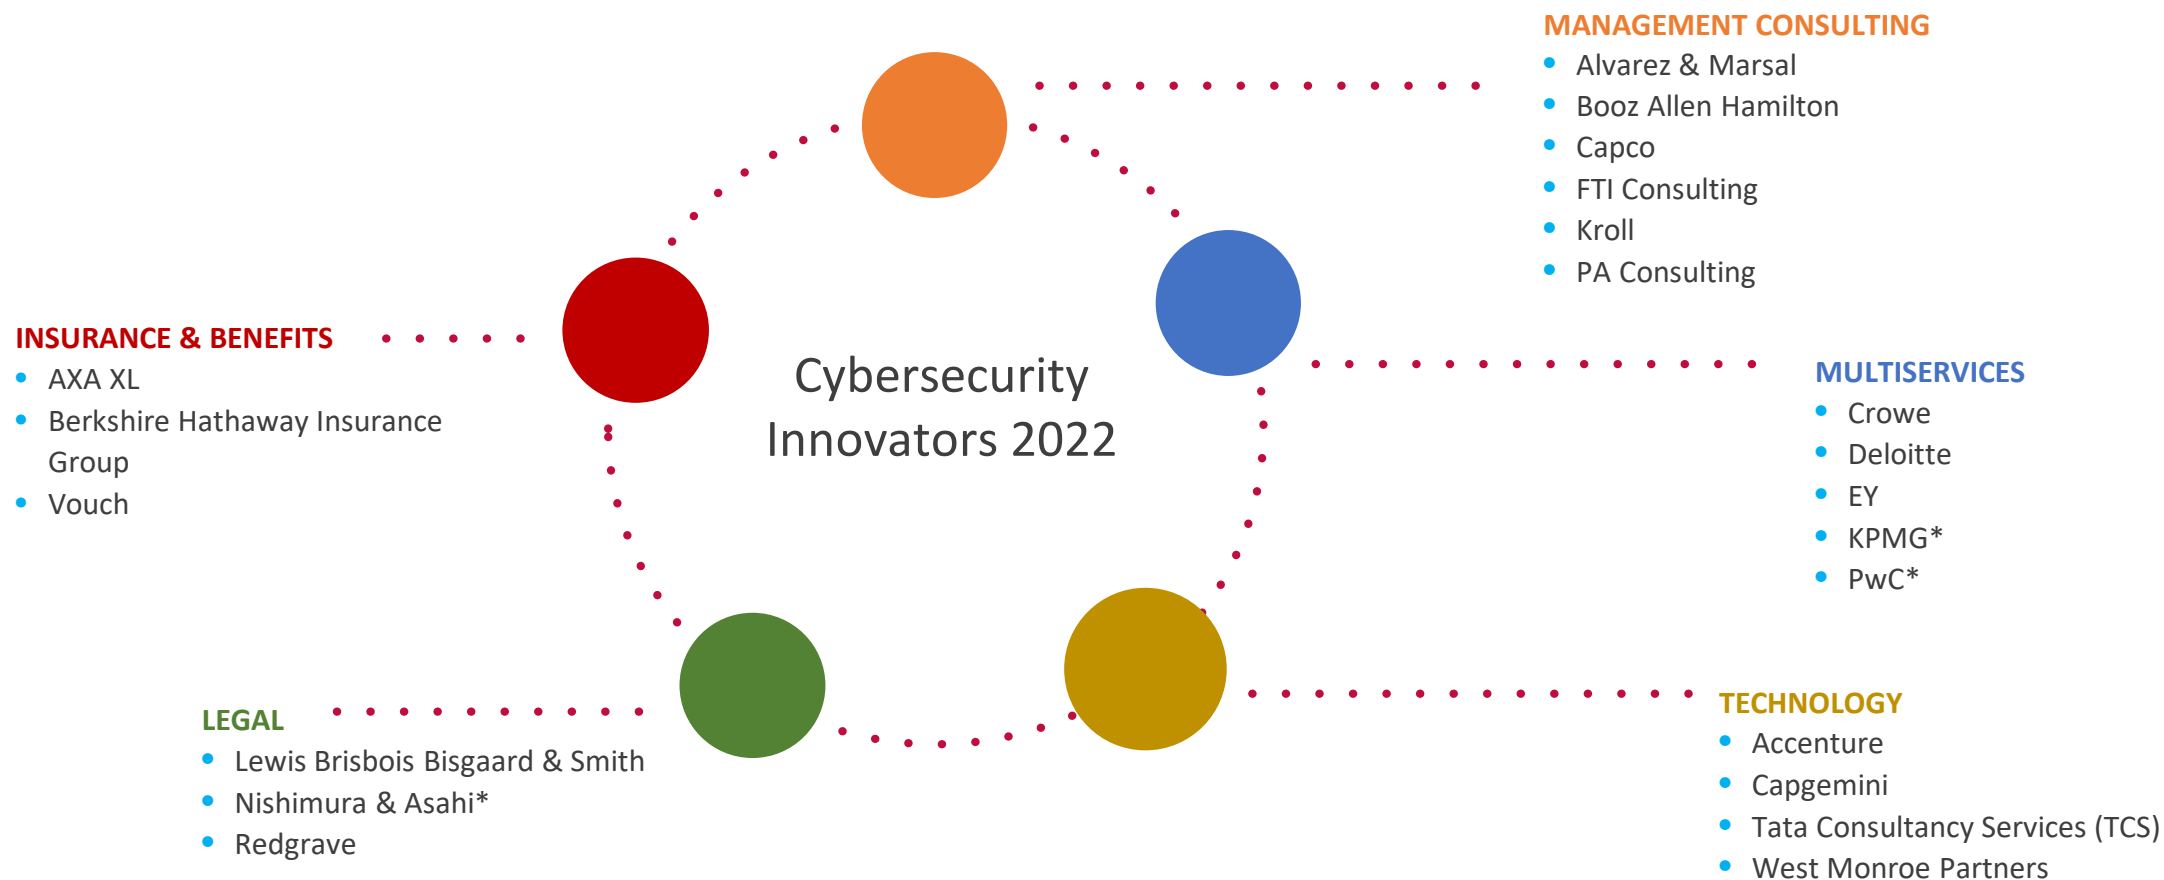 MANAGEMENT CONSULTING
Alvarez & Marsal
Booz Allen Hamilton
Capco
FTI Consulting
Kroll
PA Consulting
INSURANCE & BENEFITS
AXA XL
Berkshire Hathaway Insurance
Group
Vouch
Cybersecurity
Innovators 2022
MULTISERVICES
Crowe
Deloitte
EY
KPMG*
PwC*
LEGAL
Lewis Brisbois Bisgaard & Smith
Nishimura & Asahi*
Redgrave
TECHNOLOGY
Accenture
Capgemini
Tata Consultancy Services (TCS)
West Monroe Partners